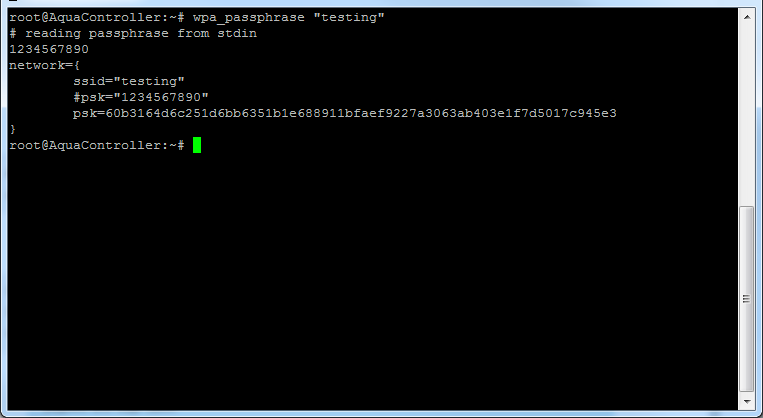 root@AquaController:~# wpa_passphrase "testing"
# reading passphrase from stdin
1234567890
network={
        ssid="testing"
        #psk="1234567890"
        psk=60b3164d6c251d6bb6351b1e688911bfaef9227a3063ab403e1f7d5017c945e3
}
root@AquaController:~#